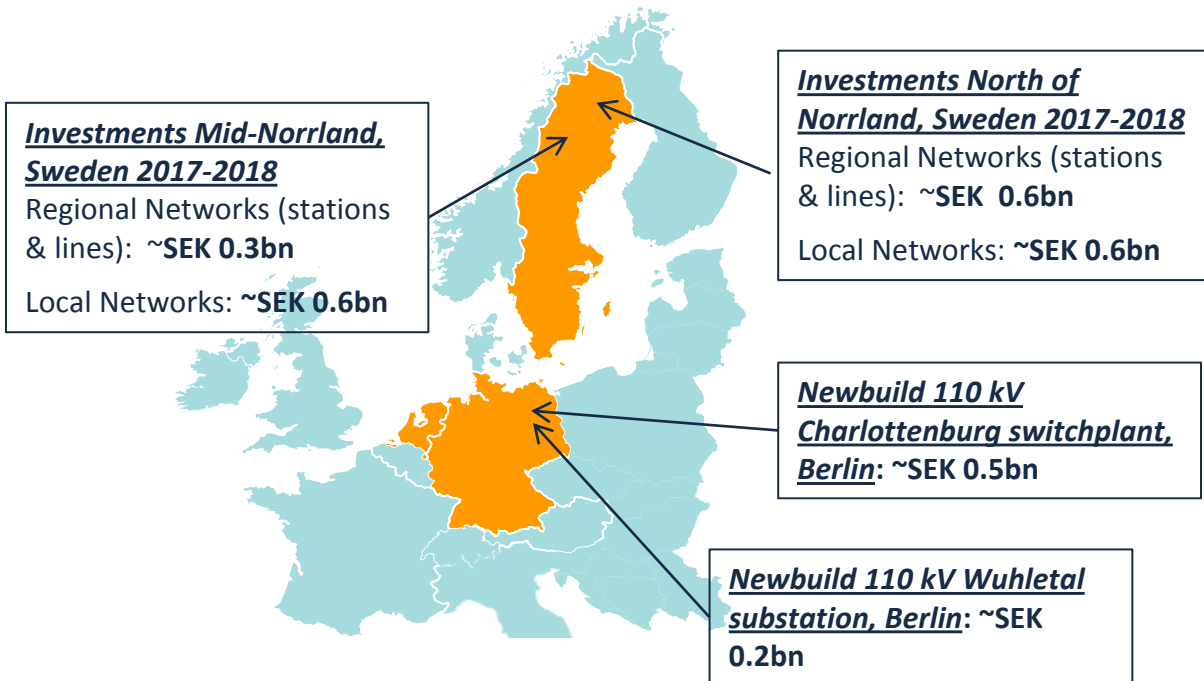 Investments Mid-Norrland,
Sweden 2017-2018
Regional Networks (stations
& lines): ~SEK 0.3bn
Local Networks: ~SEK 0.6bn
Investments North of
Norrland, Sweden 2017-2018
Regional Networks (stations
& lines): ~SEK 0.6bn
Local Networks: ~SEK 0.6bn
Newbuild 110 kV
Charlottenburg switchplant,
Berlin: ~SEK 0.5bn
Newbuild 110 kV Wuhletal
substation, Berlin: ~SEK
0.2bn